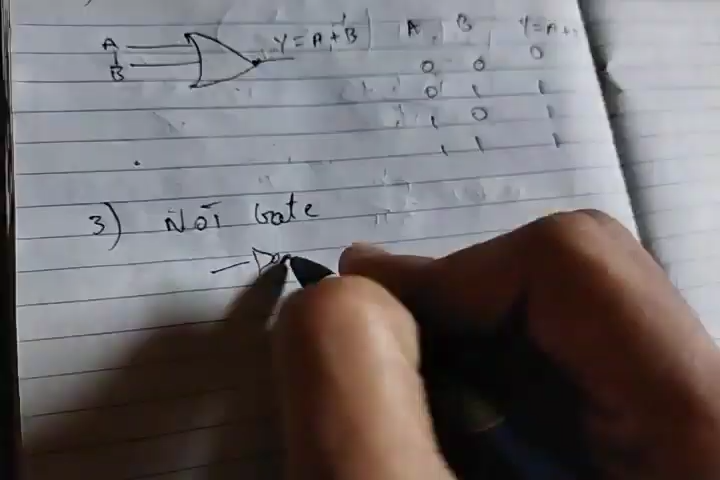 A B Y=A+
A Y=A+B
B
0 0 0
0 1 1
1 0 1
1 1 1
3) NOT Gate